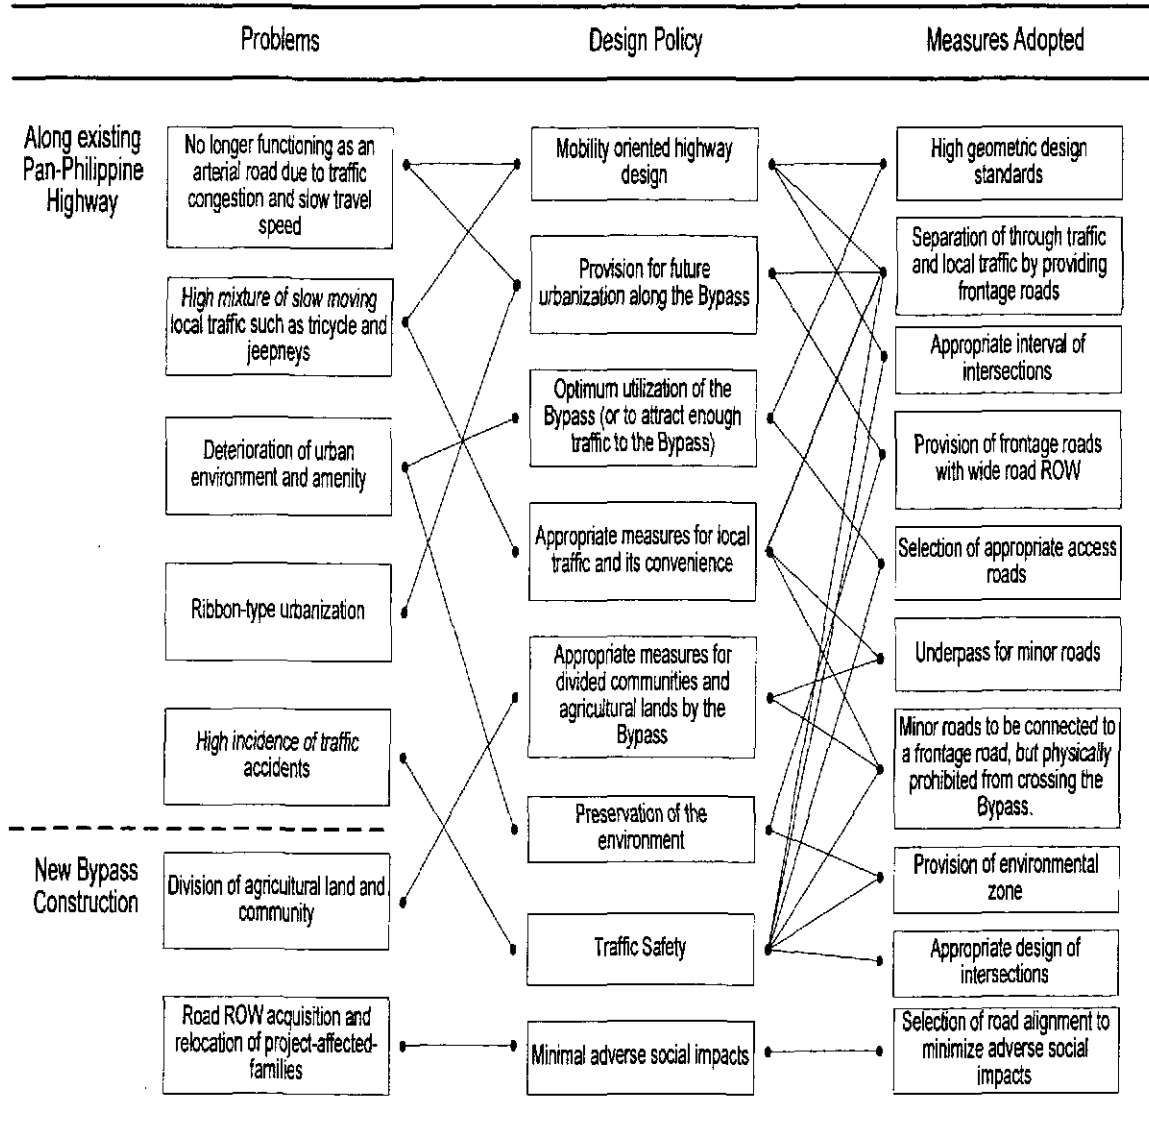 Problems
Design Policy
Measures Adopted
Along existing
Pan-Philippine
Highway
No longer functioning as an
arterial road due to traffic
congestion and slow travel
speed
High mixture of slow moving
local traffic such as tricycle and
jeepneys
Deterioration of urban
environment and amenity
Ribbon-type urbanization
High incidence of traffic
accidents
New Bypass
Construction
Division of agricultural land and
community
Road ROW acquisition and
relocation of project-affected-
families
Mobility oriented highway
design
Provision for future
urbanization along the Bypass
Optimum utilization of the
Bypass (or to attract enough
traffic to the Bypass)
Appropriate measures for local
traffic and its convenience
Appropriate measures for
divided communities and
agricultural lands by the
Bypass
Preservation of the
environment
Traffic Safety
Minimal adverse social impacts
High geometric design
standards
Separation of through traffic
and local traffic by providing
frontage roads
Appropriate interval of
intersections
Provision of frontage roads
with wide road ROW
Selection of appropriate access
roads
Underpass for minor roads
Minor roads to be connected to
a frontage road, but physically
prohibited from crossing the
Bypass.
Provision of environmental
zone
Appropriate design of
intersections
Selection of road alignment to
minimize adverse social
impacts